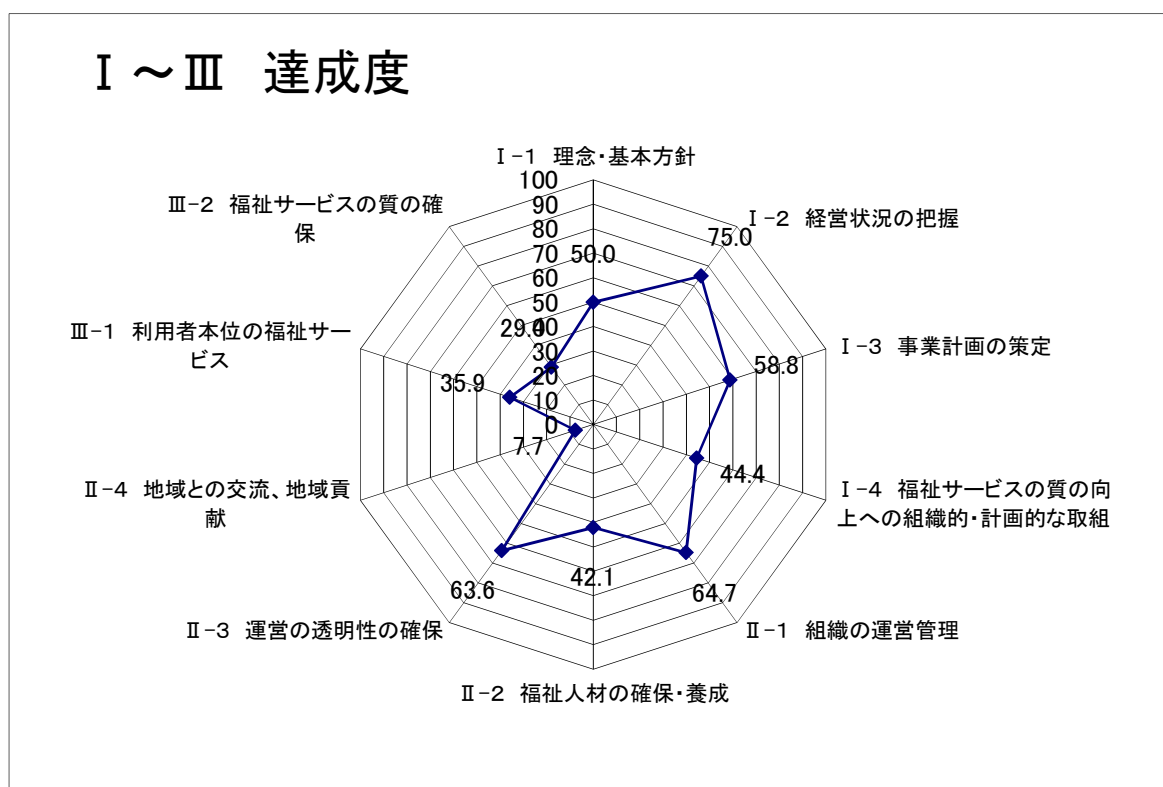 Ⅰ～Ⅲ 達成度
Ⅰ-1 理念・基本方針
Ⅰ-2 経営状況の把握
Ⅰ-3 事業計画の策定
Ⅰ-4 福祉サービスの質の向
上への組織的・計画的な取組
Ⅱ-1 組織の運営管理
Ⅱ-2 福祉人材の確保・養成
Ⅱ-3 運営の透明性の確保
Ⅱ-4 地域との交流、地域貢
献
Ⅲ-1 利用者本位の福祉サー
ビス
Ⅲ-2 福祉サービスの質の確
保
100
90
80
70
60
50
40
30
20
10
0
50.0
75.0
58.8
44.4
64.7
42.1
63.6
7.7
35.9